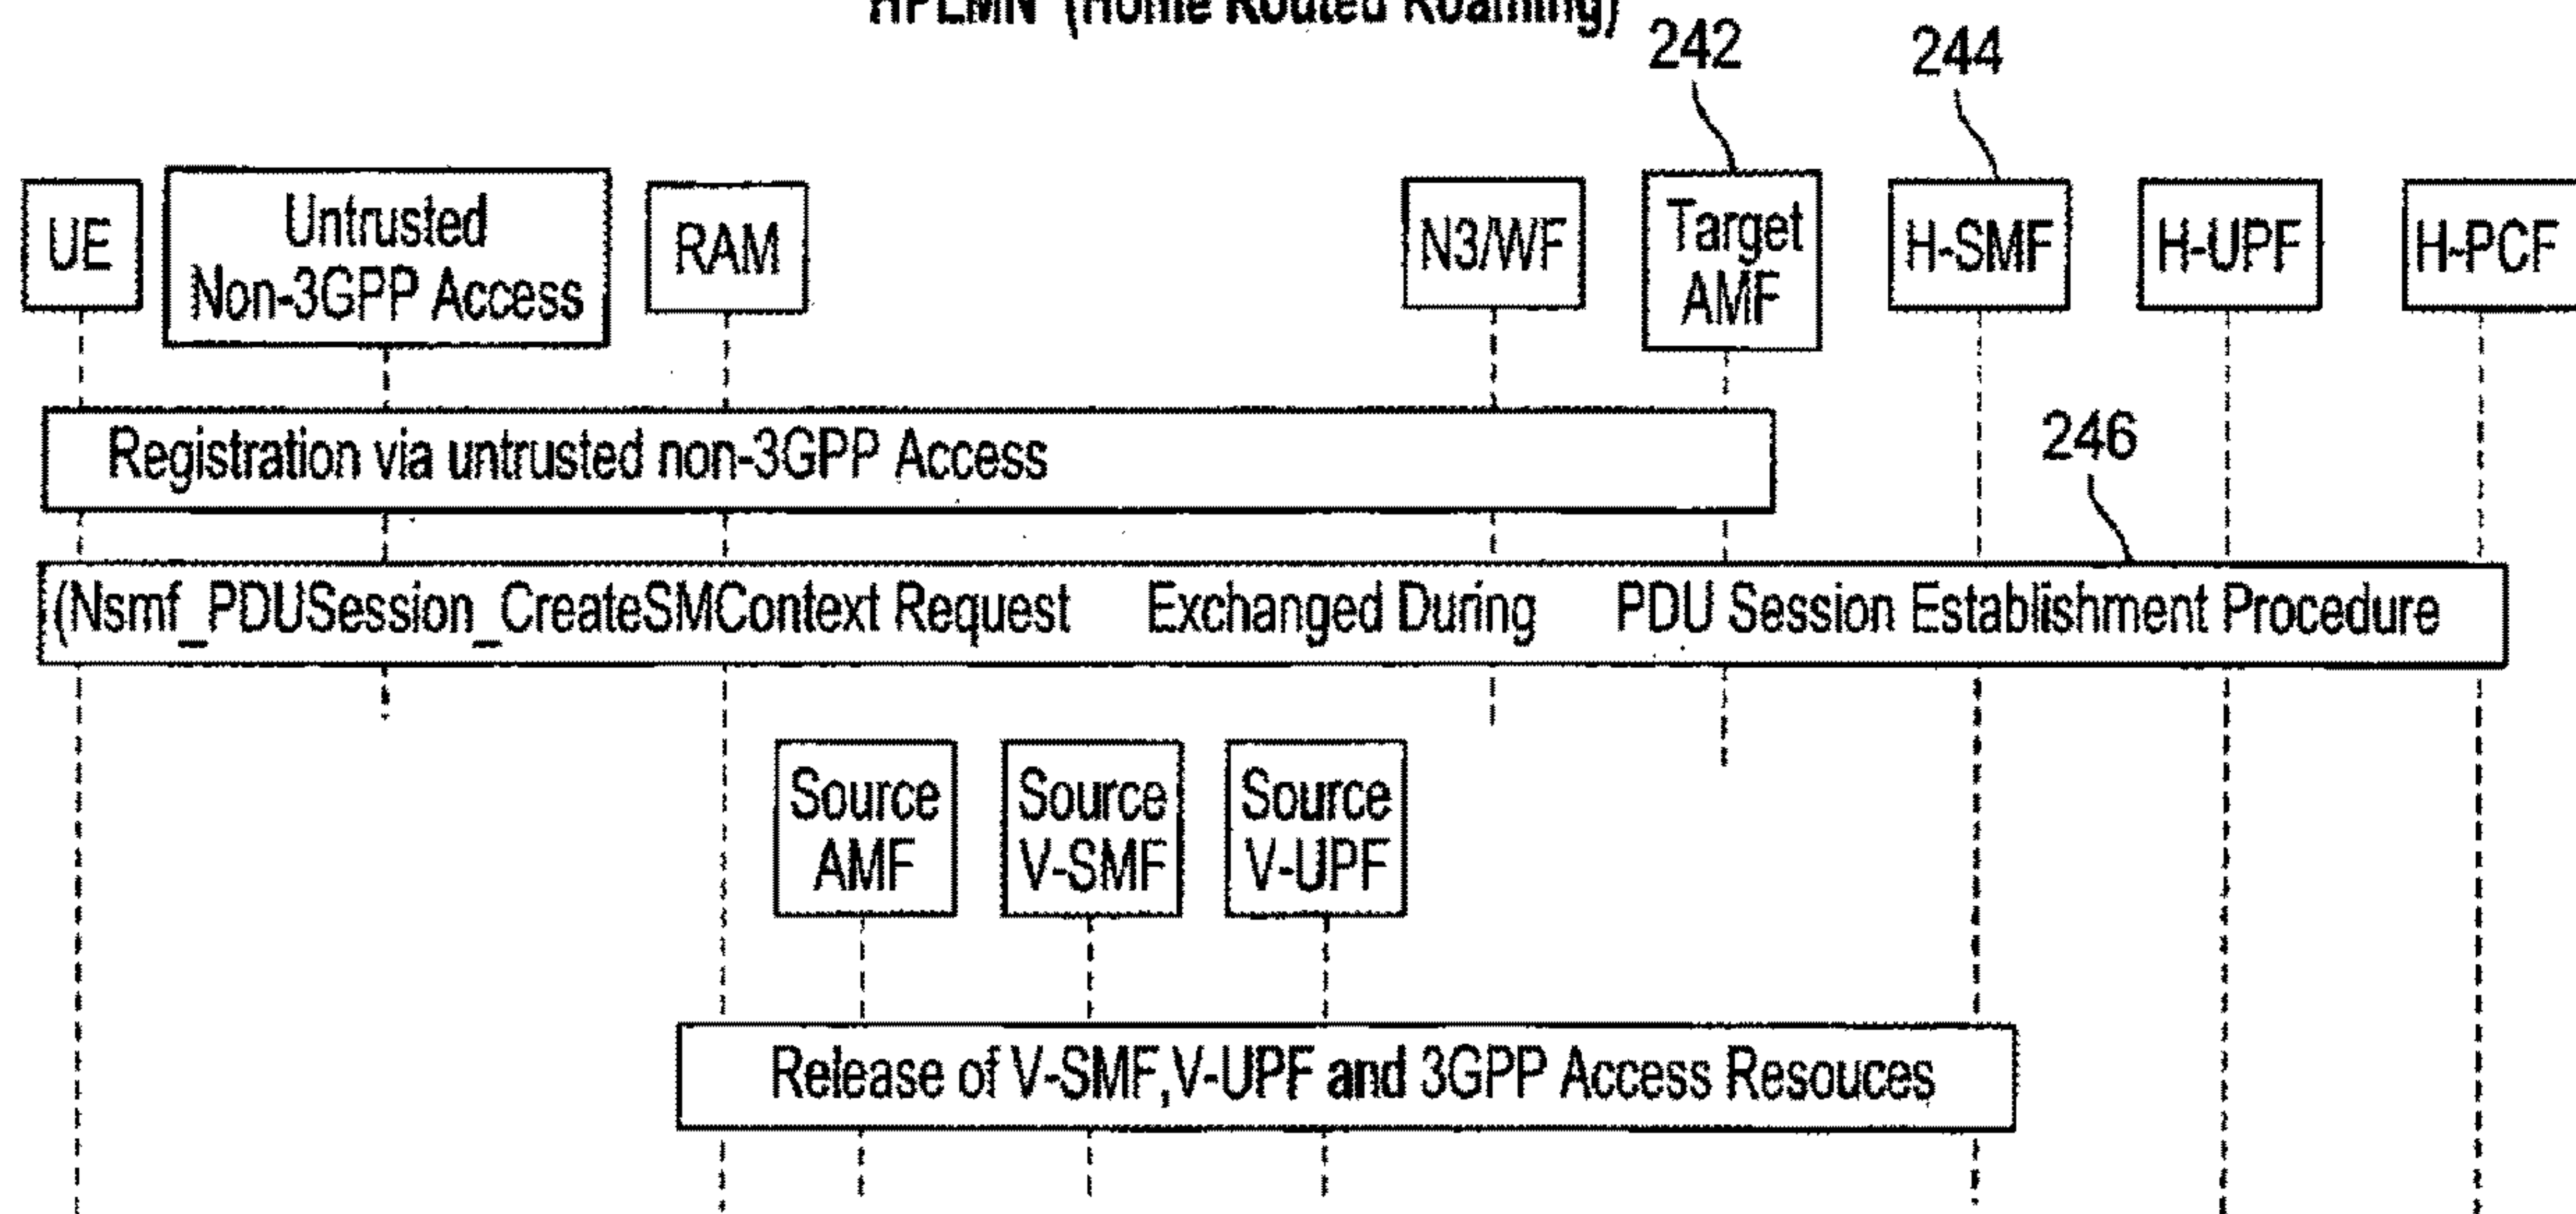 HPLMN (Home Routed Roaming)
242
244
UE
Untrusted
Non-3GPP Access
RAM
N3/WF
Target
AMF
H-SMF
H-UPF
H-PCF
Registration via untrusted non-3GPP Access
246
(Nsmf_PDUSession_CreateSMContext Request Exchanged During PDU Session Establishment Procedure
Source
AMF
Source
V-SMF
Source
V-UPF
Release of V-SMF,V-UPF and 3GPP Access Resouces